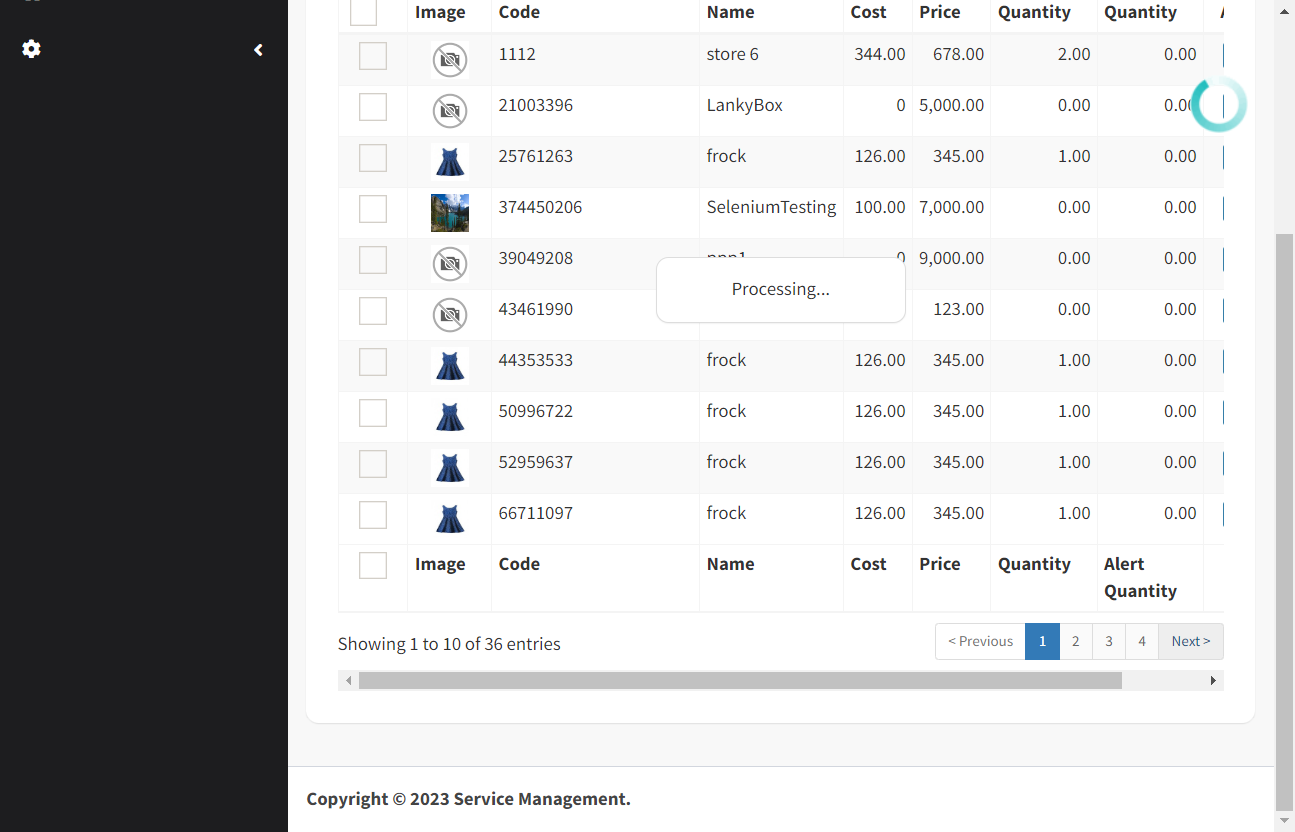 Image Code Name Cost Price Quantity Quantity
1112 store 6 344.00 678.00 2.00 0.00
21003396 LankyBox 0 5,000.00 0.00 0.00
25761263 frock 126.00 345.00 1.00 0.00
374450206 SeleniumTesting 100.00 7,000.00 0.00 0.00
39049208 0 9,000.00 0.00 0.00
Processing...
43461990 123.00 0.00 0.00
44353533 frock 126.00 345.00 1.00 0.00
50996722 frock 126.00 345.00 1.00 0.00
52959637 frock 126.00 345.00 1.00 0.00
66711097 frock 126.00 345.00 1.00 0.00
Image Code Name Cost Price Quantity Alert
Quantity
Showing 1 to 10 of 36 entries
< Previous 1 2 3 4 Next >
Copyright © 2023 Service Management.